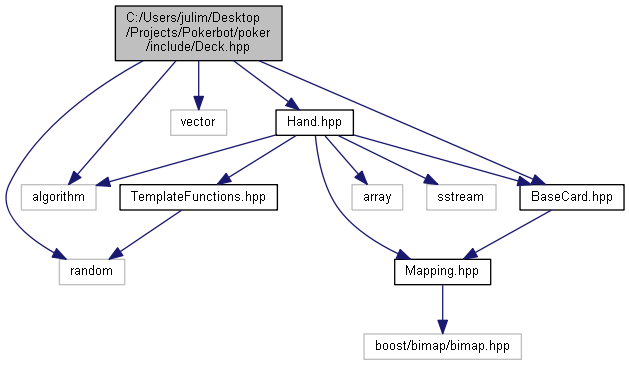 C:/Users/julim/Desktop
/Projects/Pokerbot/poker
/include/Deck.hpp
vector
Hand.hpp
algorithm
TemplateFunctions.hpp
array
sstream
BaseCard.hpp
random
Mapping.hpp
boost/bimap/bimap.hpp